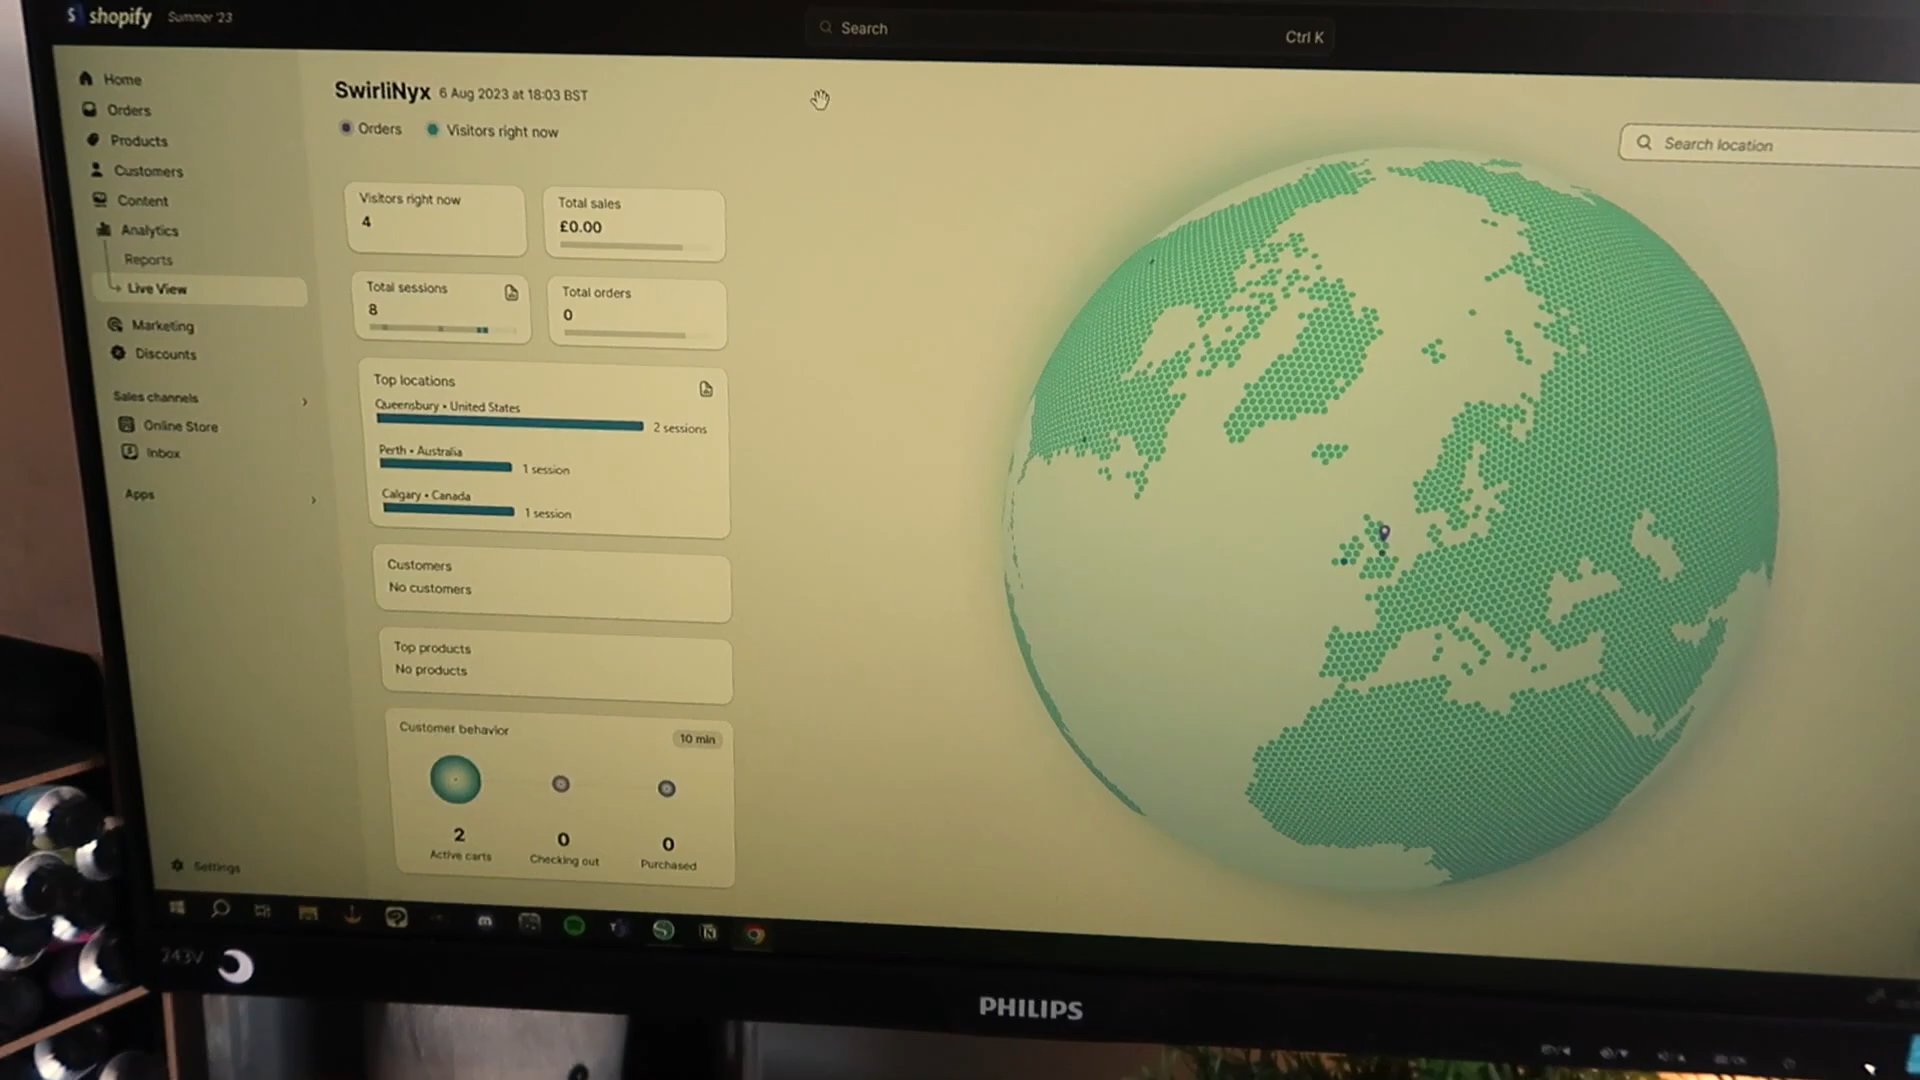 shopify Summer '23
Search
Ctrl K
Home
Orders
Products
Customers
Content
Analytics
Reports
Live View
Marketing
Discounts
Sales channels
Online Store
Inbox
Apps
Settings
SwirliNyx 6 Aug 2023 at 18:03 BST
Orders Visitors right now
Visitors right now
4
Total sales
£0.00
Total sessions
8
Total orders
0
Top locations
Queensbury • United States
2 sessions
Perth • Australia
1 session
Calgary • Canada
1 session
Customers
No customers
Top products
No products
Customer behavior
10 min
2
Active carts
0
Checking out
0
Purchased
Search location
243V
PHILIPS